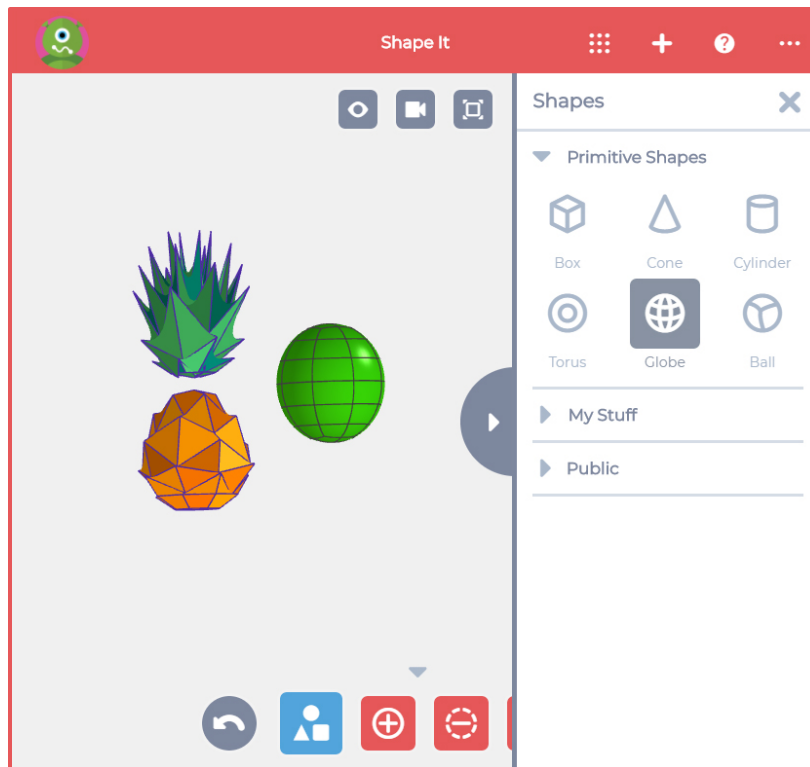 Shape It
Shapes
Primitive Shapes
Box
Cone
Cylinder
Torus
Globe
Ball
My Stuff
Public